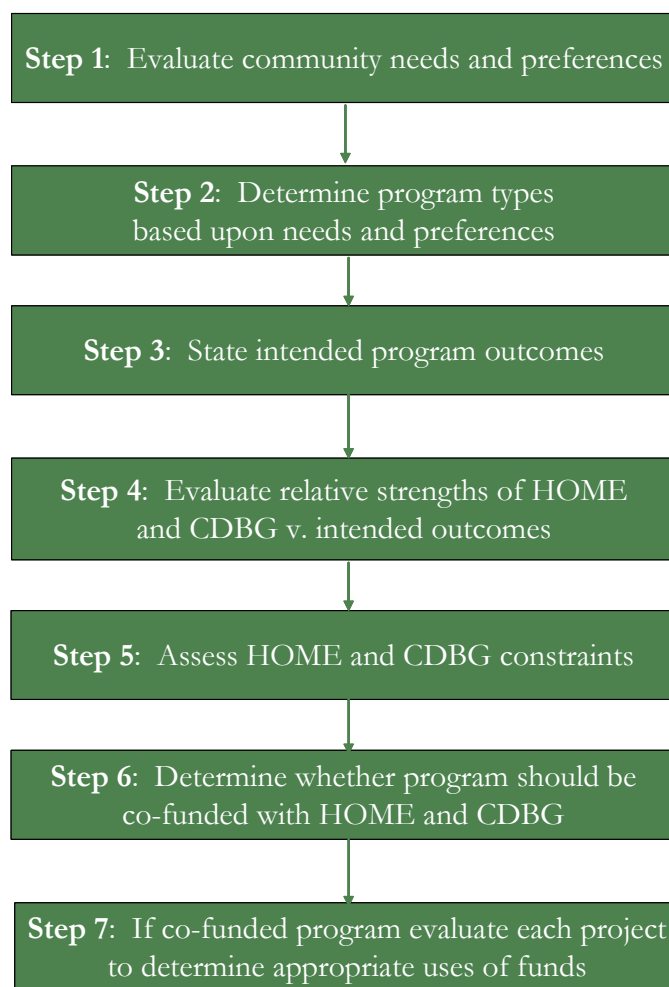 Step 1:  Evaluate community needs and preferences
Step 2:  Determine program types
based upon needs and preferences
Step 3:  State intended program outcomes
Step 4:  Evaluate relative strengths of HOME
and CDBG v. intended outcomes
Step 5:  Assess HOME and CDBG constraints
Step 6:  Determine whether program should be
co-funded with HOME and CDBG
Step 7:  If co-funded program evaluate each project
to determine appropriate uses of funds